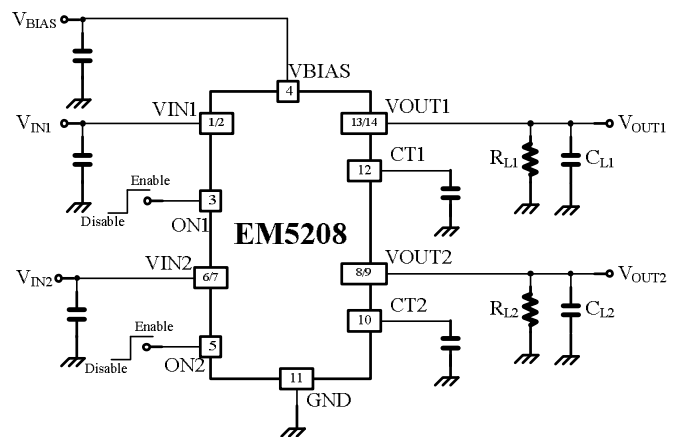 VBIAS
VBIAS
4
VIN1
VIN1
1/2
13/14
VOUT1
VOUT1
CT1
12
RL1
CL1
Enable
Disable
3
ON1
EM5208
VIN2
VIN2
6/7
8/9
VOUT2
VOUT2
CT2
10
RL2
CL2
Enable
Disable
5
ON2
11
GND